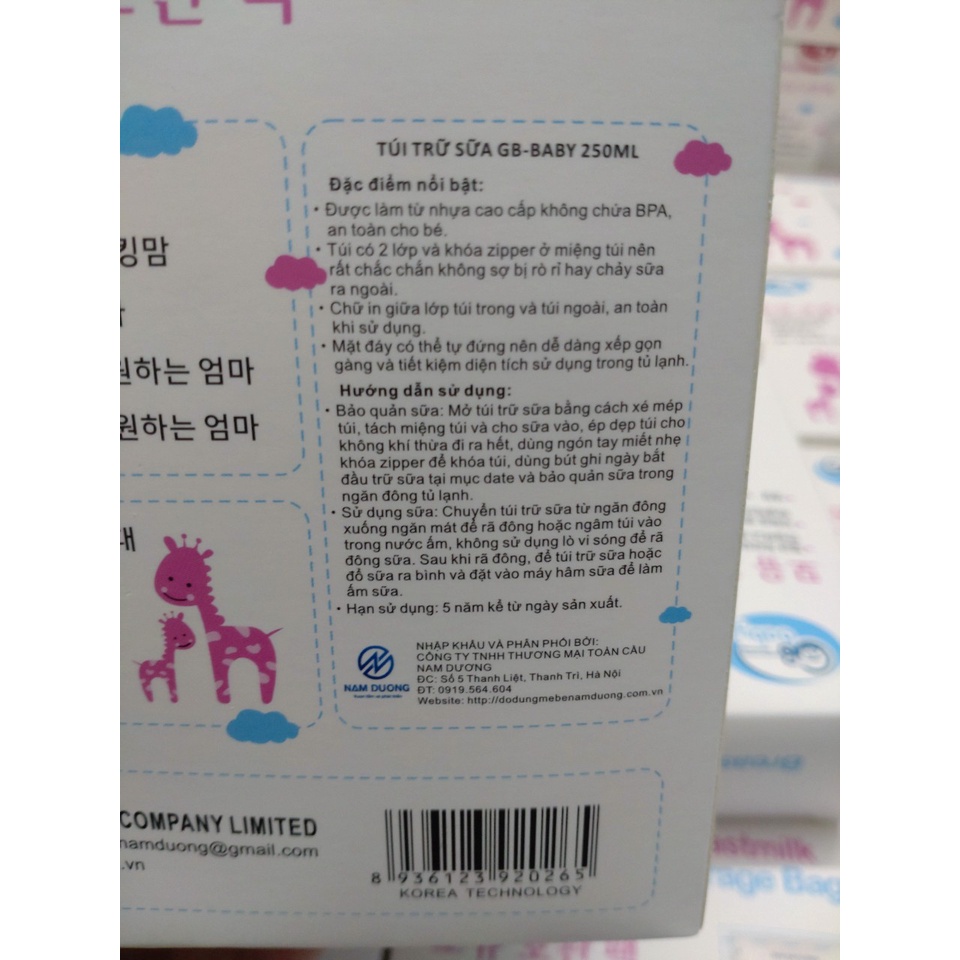 TÚI TRỮ SỮA GB-BABY 250ML
Đặc điểm nổi bật:
• Được làm từ nhựa cao cấp không chứa BPA,
an toàn cho bé.
• Túi có 2 lớp và khóa zipper ở miệng túi nên
rất chắc chắn không sợ bị rò rỉ hay chảy sữa
ra ngoài.
• Chữ in giữa lớp túi trong và túi ngoài, an toàn
khi sử dụng.
• Mặt đáy có thể tự đứng nên dễ dàng xếp gọn
gàng và tiết kiệm diện tích sử dụng trong tủ lạnh.
Hướng dẫn sử dụng:
• Bảo quản sữa: Mở túi trữ sữa bằng cách xé mép
túi, tách miệng túi và cho sữa vào, ép dẹp túi cho
không khí thừa đi ra hết, dùng ngón tay miết nhẹ
khóa zipper để khóa túi, dùng bút ghi ngày bắt
đầu trữ sữa tại mục date và bảo quản sữa trong
ngăn đông tủ lạnh.
• Sử dụng sữa: Chuyển túi trữ sữa từ ngăn đông
xuống ngăn mát để rã đông hoặc ngâm túi vào
trong nước ấm, không sử dụng lò vi sóng để rã
đông sữa. Sau khi rã đông, để túi trữ sữa hoặc
đổ sữa ra bình và đặt vào máy hâm sữa để làm
ấm sữa.
• Hạn sử dụng: 5 năm kể từ ngày sản xuất.
NAM DUONG
NHẬP KHẨU VÀ PHÂN PHỐI BỞI:
CÔNG TY TNHH THƯƠNG MẠI TOÀN CẦU
NAM DƯƠNG
ĐC: Số 5 Thanh Liệt, Thanh Trì, Hà Nội
ĐT: 0919.564.604
Website: http://dodungmebenamduong.com.vn
킹맘
원하는 엄마
원하는 엄마
COMPANY LIMITED
namduong@gmail.com
.vn
8 936123 920265
KOREA TECHNOLOGY